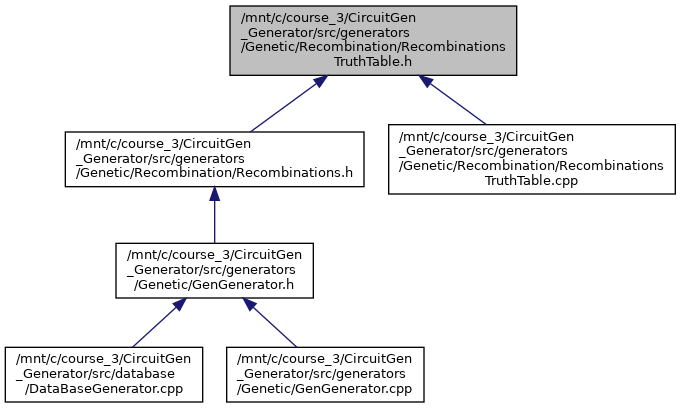 /mnt/c/course_3/CircuitGen
_Generator/src/generators
/Genetic/Recombination/Recombinations
TruthTable.h
/mnt/c/course_3/CircuitGen
_Generator/src/generators
/Genetic/Recombination/Recombinations.h
/mnt/c/course_3/CircuitGen
_Generator/src/generators
/Genetic/Recombination/Recombinations
TruthTable.cpp
/mnt/c/course_3/CircuitGen
_Generator/src/generators
/Genetic/GenGenerator.h
/mnt/c/course_3/CircuitGen
_Generator/src/database
/DataBaseGenerator.cpp
/mnt/c/course_3/CircuitGen
_Generator/src/generators
/Genetic/GenGenerator.cpp